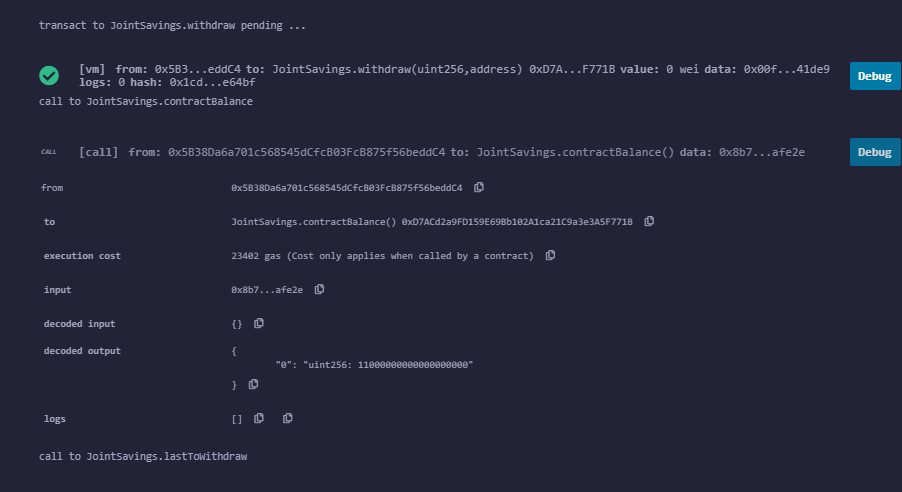 transact to JointSavings.withdraw pending ...
[vm] from: 0x5B3...eddC4 to: JointSavings.withdraw(uint256,address) 0xD7A...F771B value: 0 wei data: 0x00f...41de9
logs: 0 hash: 0x1cd...e64bf
Debug
call to JointSavings.contractBalance
CALL [call] from: 0x5B38Da6a701c568545dCfcB03FcB875f56beddC4 to: JointSavings.contractBalance() data: 0x8b7...afe2e
Debug
from 0x5B38Da6a701c568545dCfcB03FcB875f56beddC4
to JointSavings.contractBalance() 0xD7ACd2a9FD159E69Bb102A1ca21C9a3e3A5F771B
execution cost 23402 gas (Cost only applies when called by a contract)
input 0x8b7...afe2e
decoded input {}
decoded output {
"0": "uint256: 11000000000000000000"
}
logs []
call to JointSavings.lastToWithdraw